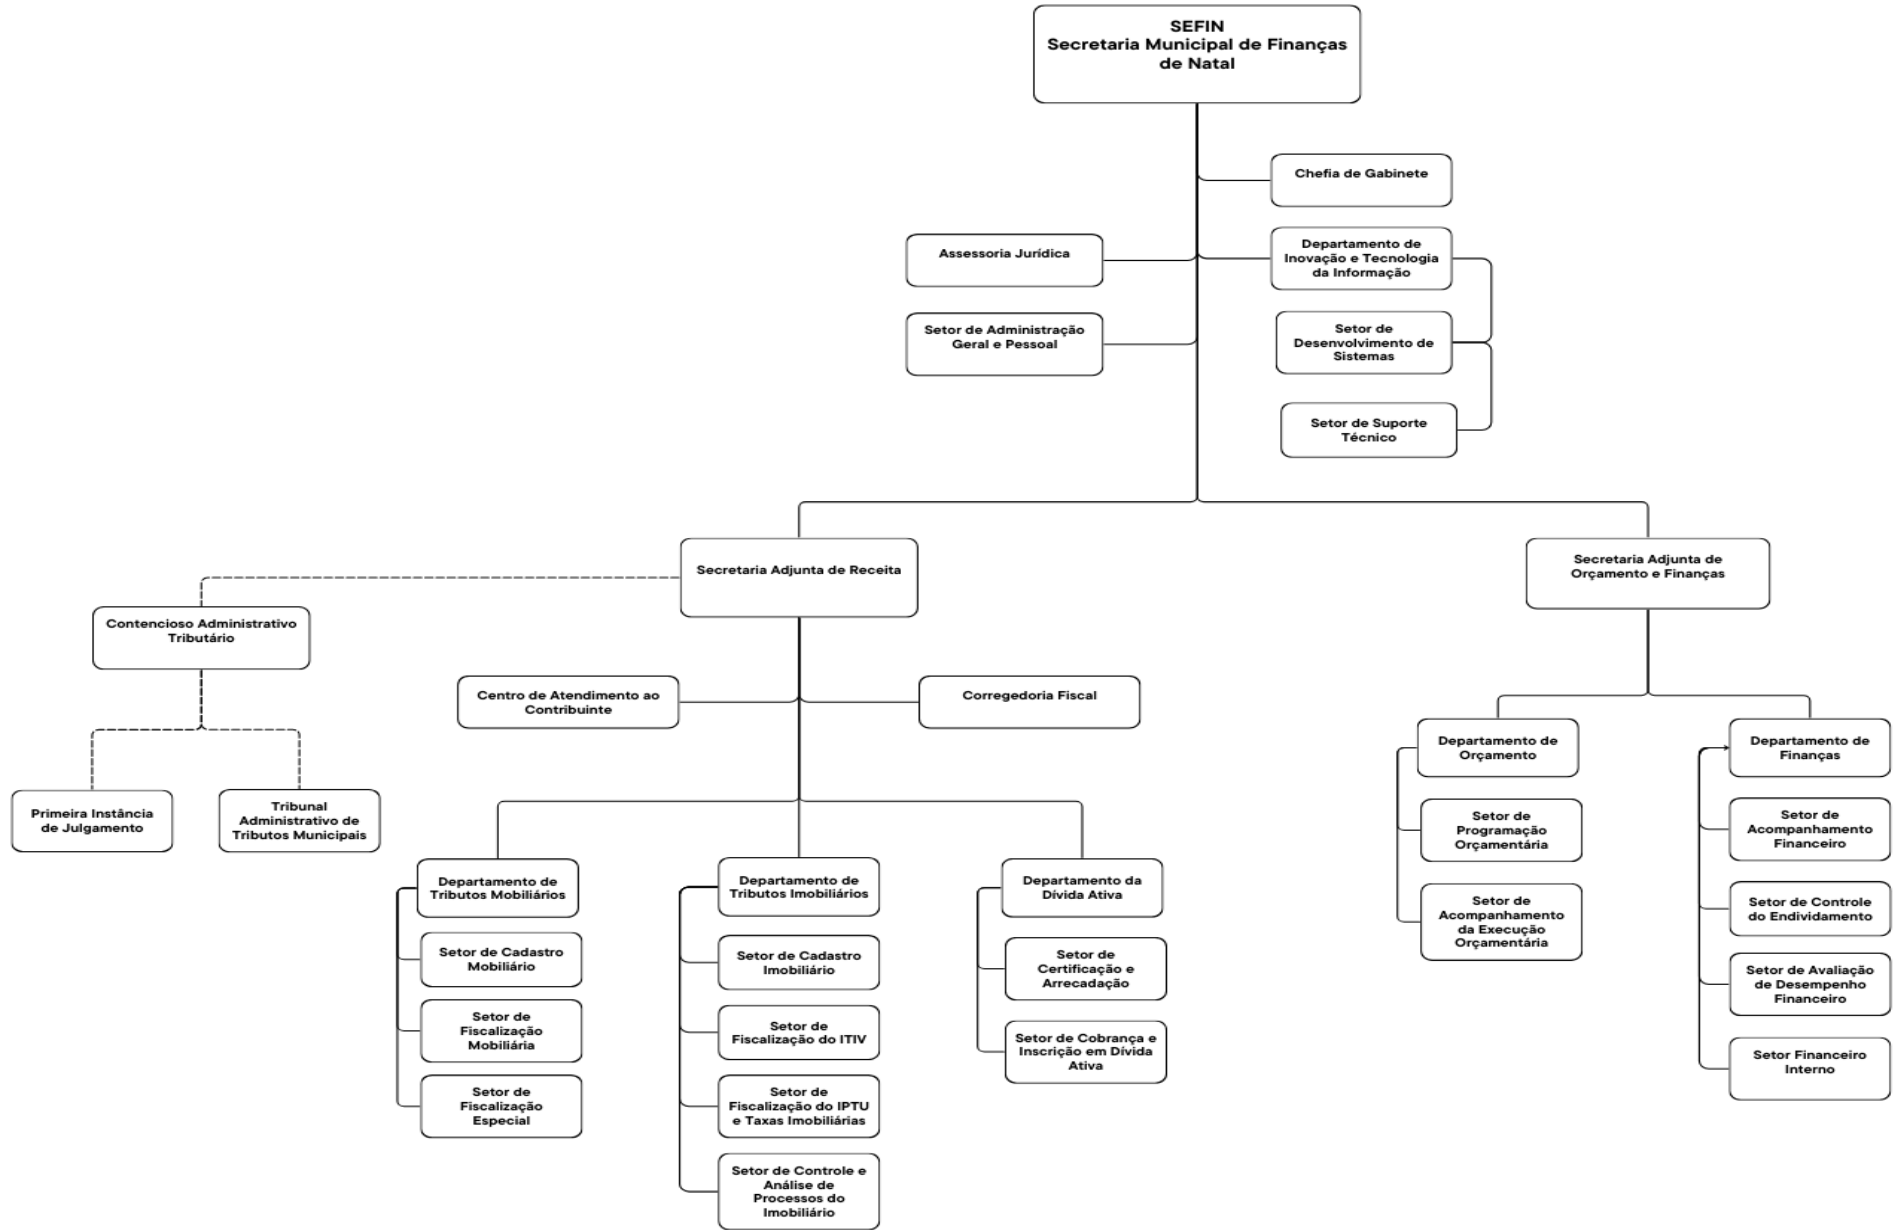 SEFIN
Secretaria Municipal de Finanças
de Natal
Chefia de Gabinete
Assessoria Jurídica
Departamento de
Inovação e Tecnologia
da Informação
Setor de Administração
Geral e Pessoal
Setor de
Desenvolvimento de
Sistemas
Setor de Suporte
Técnico
Secretaria Adjunta de Receita
Secretaria Adjunta de
Orçamento e Finanças
Contencioso Administrativo
Tributário
Centro de Atendimento ao
Contribuinte
Corregedoria Fiscal
Primeira Instância
de Julgamento
Tribunal
Administrativo de
Tributos Municipais
Departamento de
Tributos Mobiliários
Setor de Cadastro
Mobiliário
Setor de
Fiscalização
Mobiliária
Setor de
Fiscalização
Especial
Departamento de
Tributos Imobiliários
Setor de Cadastro
Imobiliário
Setor de
Fiscalização do ITIV
Setor de
Fiscalização do IPTU
e Taxas Imobiliárias
Setor de Controle e
Análise de
Processos do
Imobiliário
Departamento da
Dívida Ativa
Setor de
Certificação e
Arrecadação
Setor de Cobrança e
Inscrição em Dívida
Ativa
Departamento de
Orçamento
Setor de
Programação
Orçamentária
Setor de
Acompanhamento
da Execução
Orçamentária
Departamento de
Finanças
Setor de
Acompanhamento
Financeiro
Setor de Controle
do Endividamento
Setor de Avaliação
de Desempenho
Financeiro
Setor Financeiro
Interno